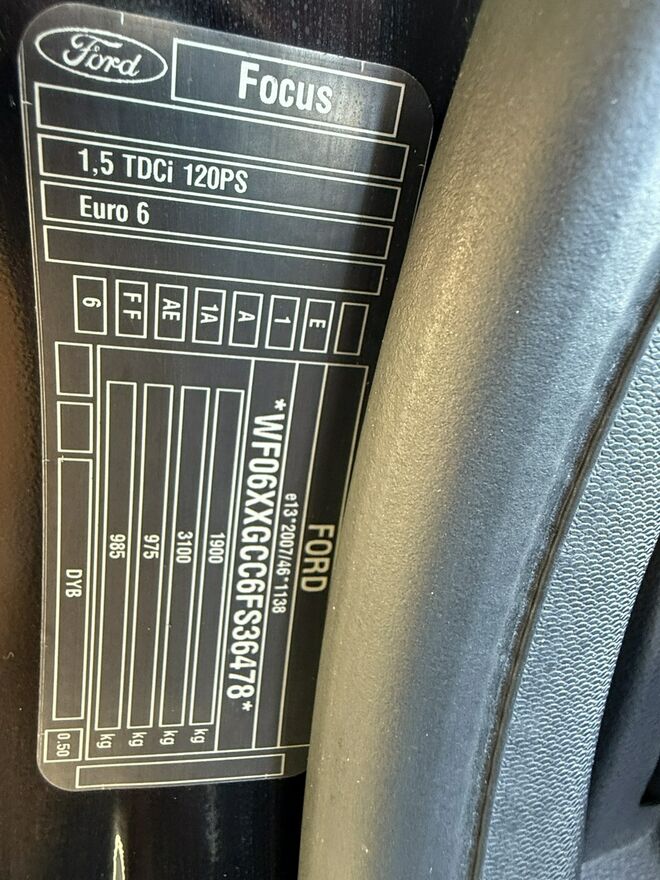 Ford
Focus
1,5 TDCi 120PS
Euro 6
E
1
A
1A
AE
FF
6
FORD
e13*2007/46*1138
*WF06XXGCC6FS36478*
1900 kg
3100 kg
975 kg
985 kg
DYB
0.50